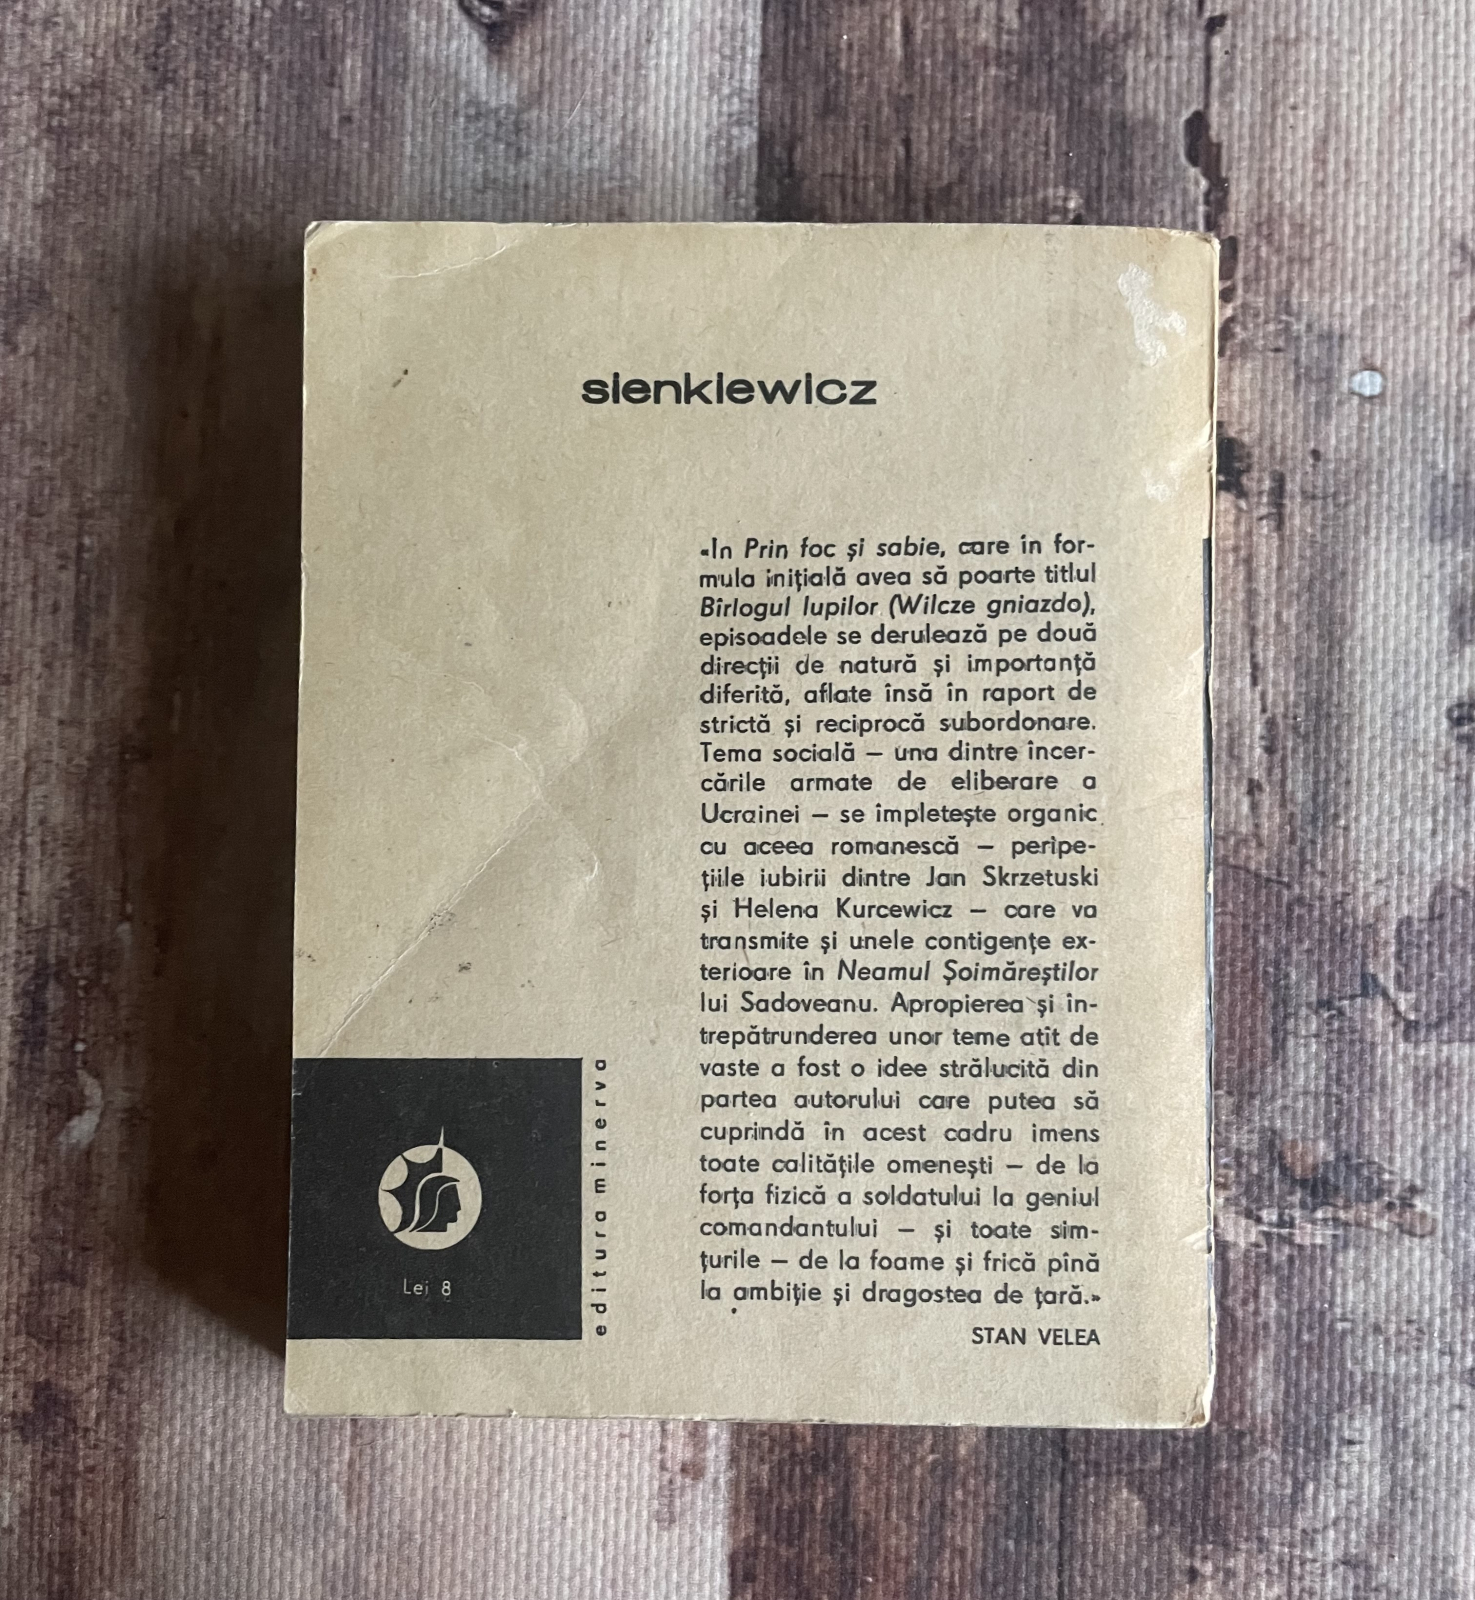 sienkiewicz
«In Prin foc și sabie, care în for-
mula inițială avea să poarte titlul
Bîrlogul lupilor (Wilcze gniazdo),
episoadele se derulează pe două
direcții de natură și importanță
diferită, aflate însă în raport de
strictă și reciprocă subordonare.
Tema socială — una dintre încer-
cările armate de eliberare a
Ucrainei — se împletește organic
cu aceea romanescă — peripe-
țiile iubirii dintre Jan Skrzetuski
și Helena Kurcewicz — care va
transmite și unele contigențe ex-
terioare în Neamul Șoimăreștilor
lui Sadoveanu. Apropierea și în-
trepătrunderea unor teme atît de
vaste a fost o idee strălucită din
partea autorului care putea să
cuprindă în acest cadru imens
toate calitățile omenești — de la
forța fizică a soldatului la geniul
comandantului — și toate sim-
țurile — de la foame și frică pînă
la ambiție și dragostea de țară.»
STAN VELEA
editura minerva
Lei 8